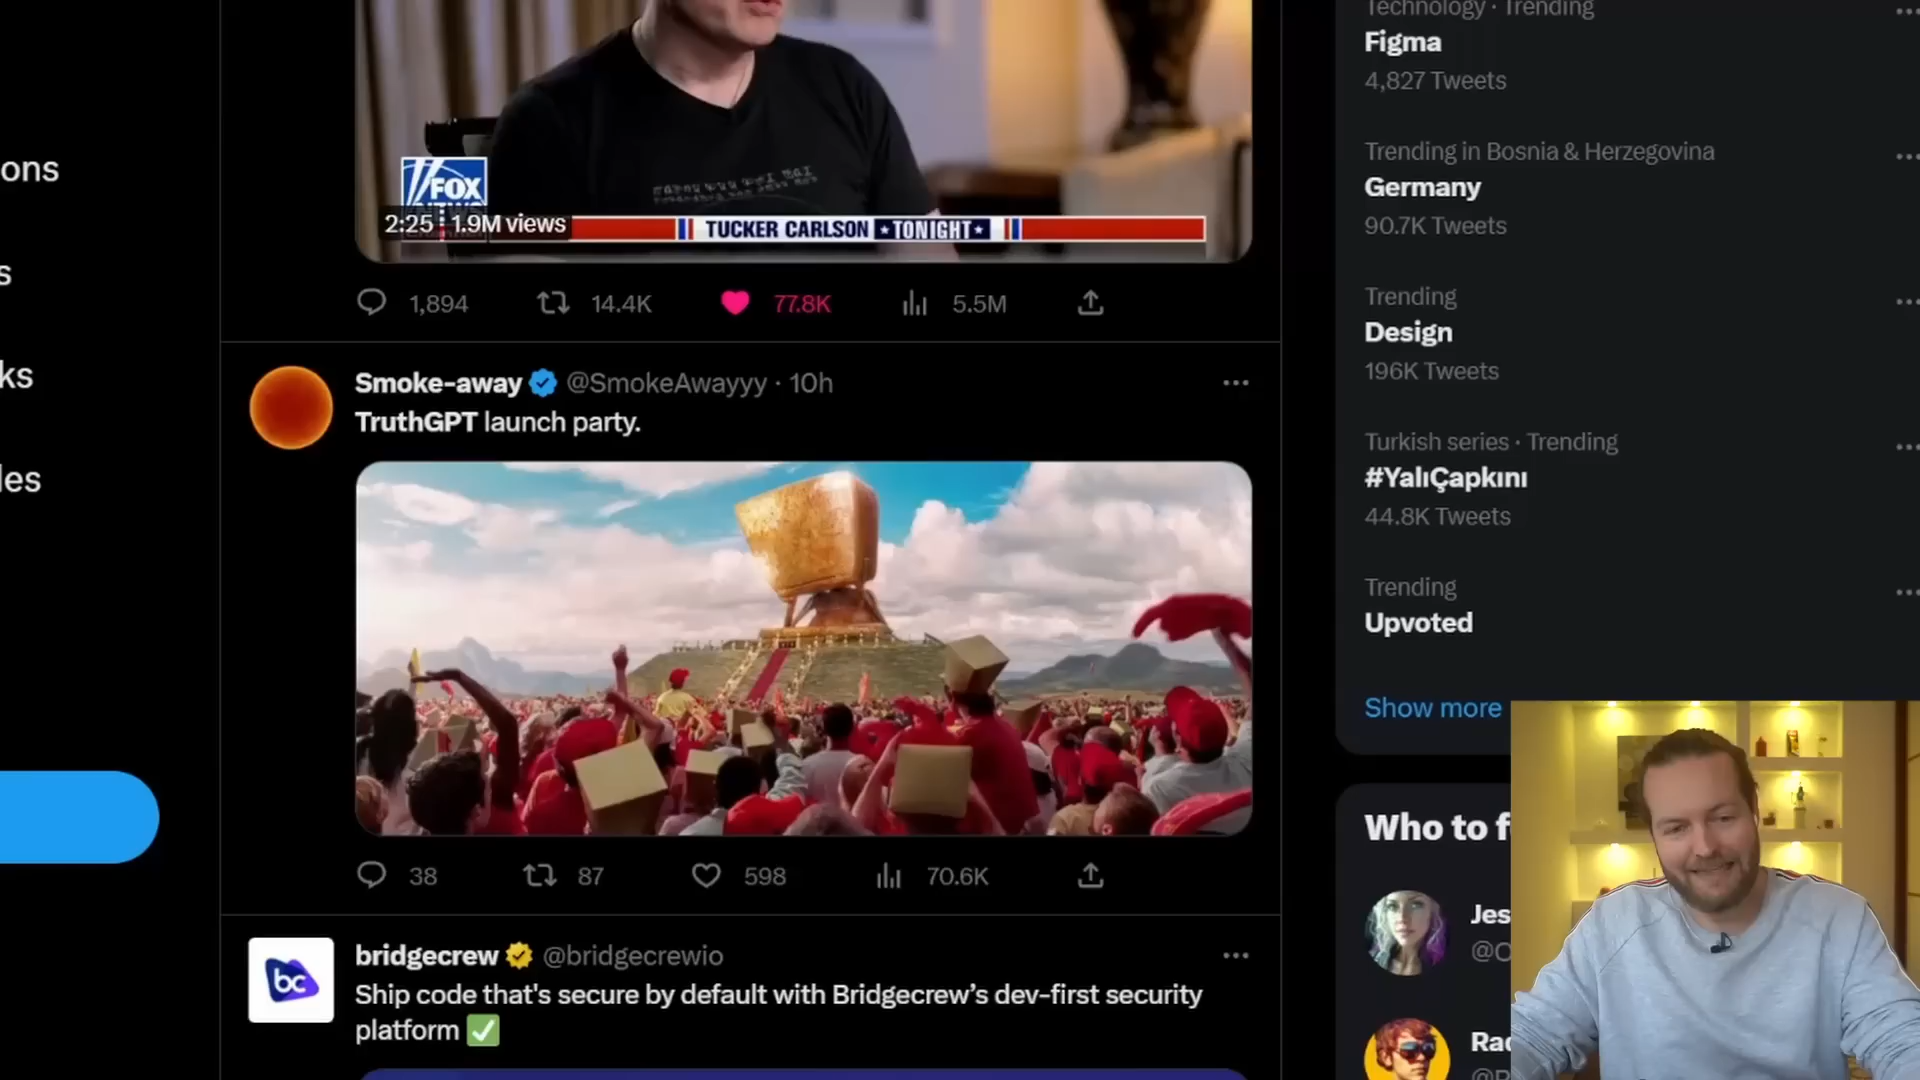 ons
s
ks
les
FOX
NEWS
2:25
1.9M views
TUCKER CARLSON TONIGHT
1,894
14.4K
77.8K
5.5M
Smoke-away @SmokeAwayyy · 10h
TruthGPT launch party.
38
87
598
70.6K
bc
bridgecrew @bridgecrewio
Ship code that's secure by default with Bridgecrew's dev-first security
platform
Technology · Trending
Figma
4,827 Tweets
Trending in Bosnia & Herzegovina
Germany
90.7K Tweets
Trending
Design
196K Tweets
Turkish series · Trending
#YalıÇapkını
44.8K Tweets
Trending
Upvoted
Show more
Who to f
Jes
Rac